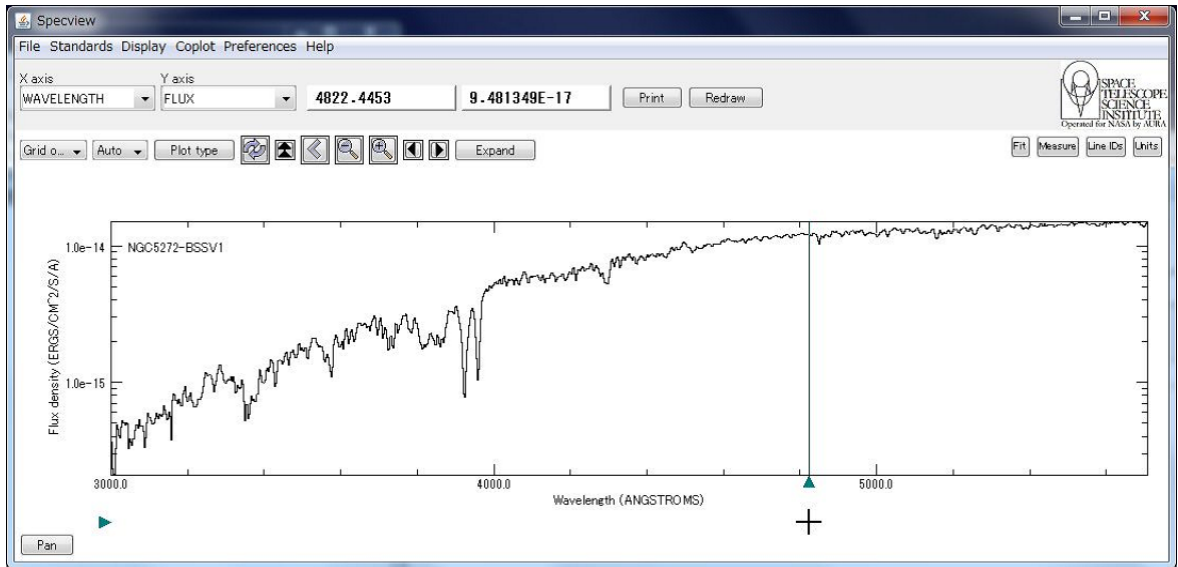 Specview
File Standards Display Coplot Preferences Help
X axis
Y axis
WAVELENGTH
FLUX
4822.4453
9.481349E-17
Print
Redraw
SPACE
TELESCOPE
SCIENCE
INSTITUTE
Operated for NASA by AURA
Grid o...
Auto
Plot type
Expand
Fit
Measure
Line IDs
Units
1.0e-14
NGC5272-BSSV1
Flux density (ERGS/CM^2/S/A)
1.0e-15
3000.0
4000.0
5000.0
Wavelength (ANGSTROMS)
Pan